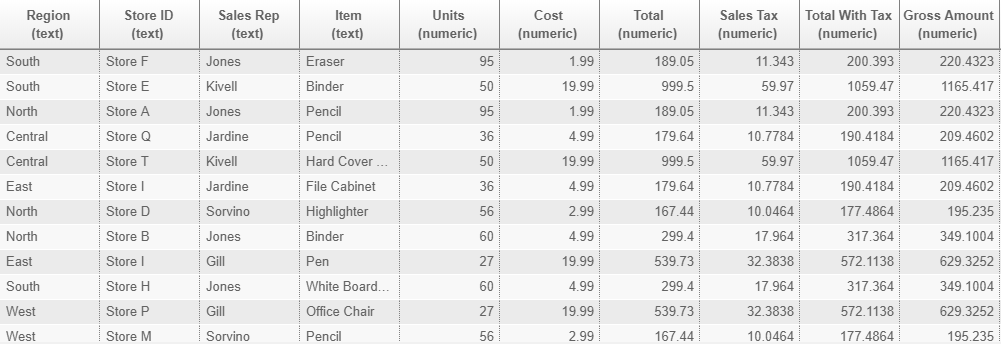 Region Store ID Sales Rep Item Units Cost Total Sales Tax Total With Tax Gross Amount
(text) (text) (text) (text) (numeric) (numeric) (numeric) (numeric) (numeric) (numeric)
South Store F Jones Eraser 95 1.99 189.05 11.343 200.393 220.4323
South Store E Kivell Binder 50 19.99 999.5 59.97 1059.47 1165.417
North Store A Jones Pencil 95 1.99 189.05 11.343 200.393 220.4323
Central Store Q Jardine Pencil 36 4.99 179.64 10.7784 190.4184 209.4602
Central Store T Kivell Hard Cover ... 50 19.99 999.5 59.97 1059.47 1165.417
East Store I Jardine File Cabinet 36 4.99 179.64 10.7784 190.4184 209.4602
North Store D Sorvino Highlighter 56 2.99 167.44 10.0464 177.4864 195.235
North Store B Jones Binder 60 4.99 299.4 17.964 317.364 349.1004
East Store I Gill Pen 27 19.99 539.73 32.3838 572.1138 629.3252
South Store H Jones White Board... 60 4.99 299.4 17.964 317.364 349.1004
West Store P Gill Office Chair 27 19.99 539.73 32.3838 572.1138 629.3252
West Store M Sorvino Pencil 56 2.99 167.44 10.0464 177.4864 195.235